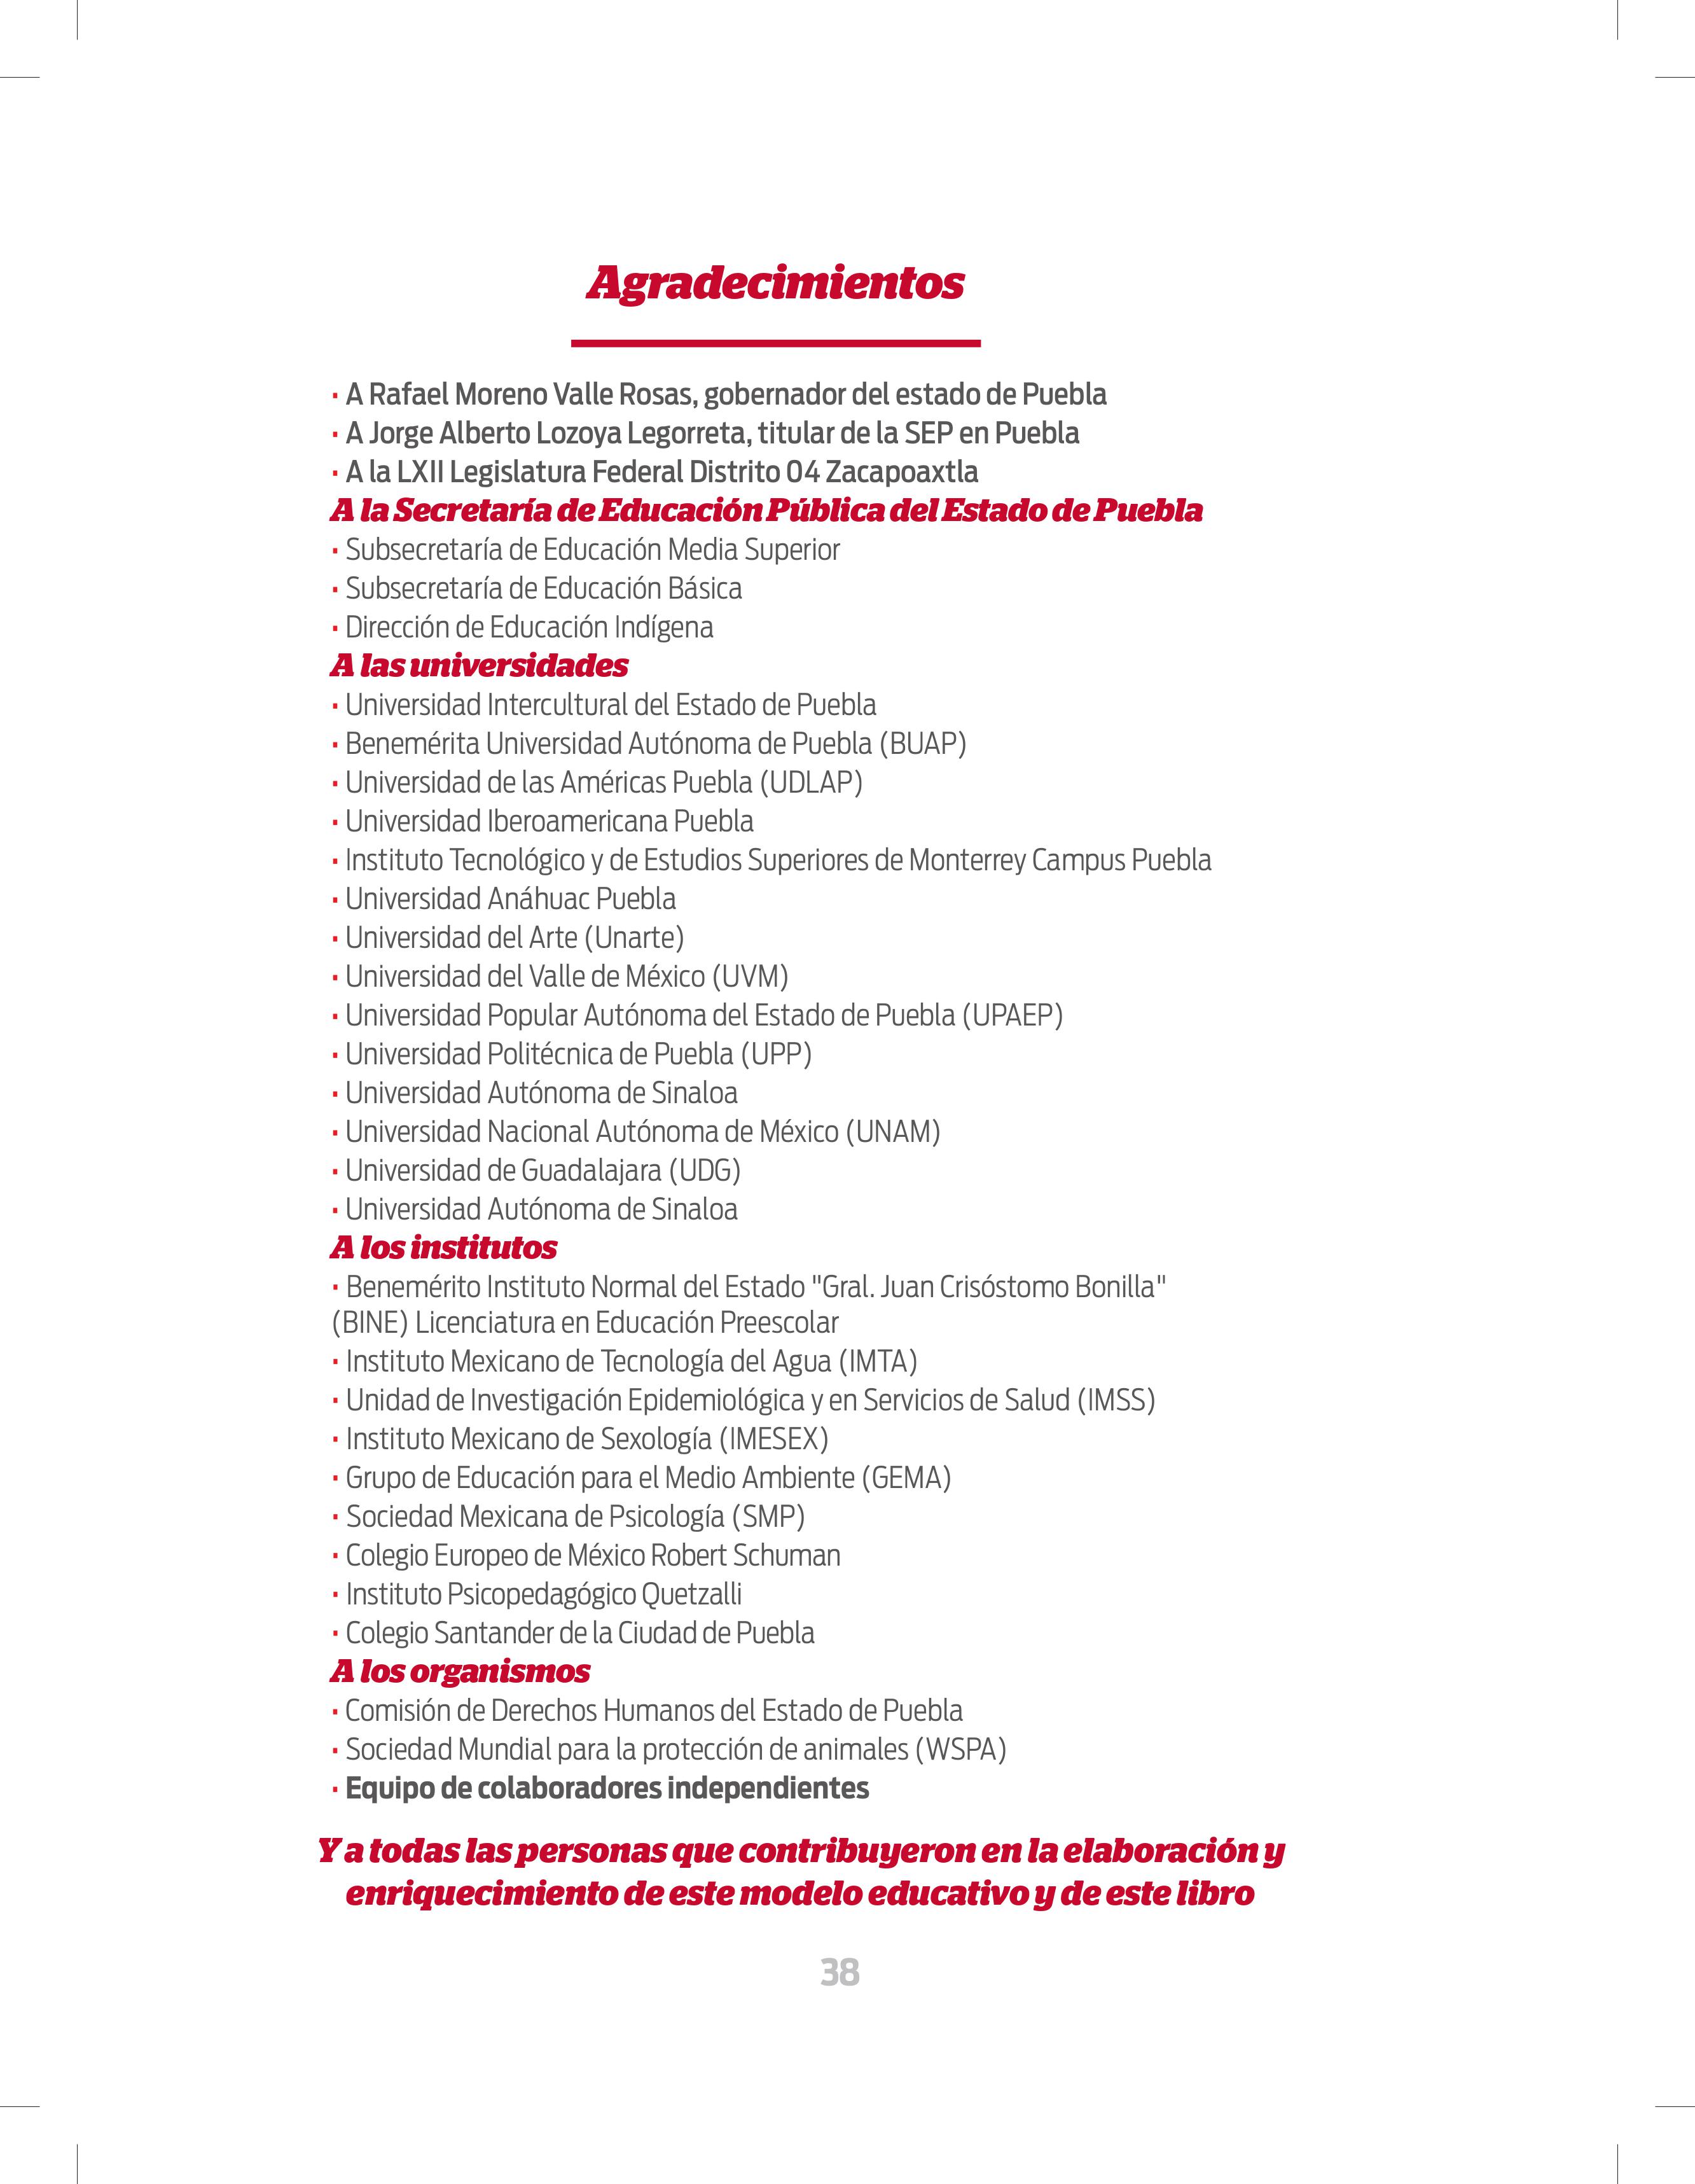 Agradecimientos
· A Rafael Moreno Valle Rosas, gobernador del estado de Puebla
· A Jorge Alberto Lozoya Legorreta, titular de la SEP en Puebla
· A la LXII Legislatura Federal Distrito 04 Zacapoaxtla
A la Secretaría de Educación Pública del Estado de Puebla
· Subsecretaría de Educación Media Superior
· Subsecretaría de Educación Básica
· Dirección de Educación Indígena
A las universidades
· Universidad Intercultural del Estado de Puebla
· Benemérita Universidad Autónoma de Puebla (BUAP)
· Universidad de las Américas Puebla (UDLAP)
· Universidad Iberoamericana Puebla
· Instituto Tecnológico y de Estudios Superiores de Monterrey Campus Puebla
· Universidad Anáhuac Puebla
· Universidad del Arte (Unarte)
· Universidad del Valle de México (UVM)
· Universidad Popular Autónoma del Estado de Puebla (UPAEP)
· Universidad Politécnica de Puebla (UPP)
· Universidad Autónoma de Sinaloa
· Universidad Nacional Autónoma de México (UNAM)
· Universidad de Guadalajara (UDG)
· Universidad Autónoma de Sinaloa
A los institutos
· Benemérito Instituto Normal del Estado "Gral. Juan Crisóstomo Bonilla"
(BINE) Licenciatura en Educación Preescolar
· Instituto Mexicano de Tecnología del Agua (IMTA)
· Unidad de Investigación Epidemiológica y en Servicios de Salud (IMSS)
· Instituto Mexicano de Sexología (IMESEX)
· Grupo de Educación para el Medio Ambiente (GEMA)
· Sociedad Mexicana de Psicología (SMP)
· Colegio Europeo de México Robert Schuman
· Instituto Psicopedagógico Quetzalli
· Colegio Santander de la Ciudad de Puebla
A los organismos
· Comisión de Derechos Humanos del Estado de Puebla
· Sociedad Mundial para la protección de animales (WSPA)
· Equipo de colaboradores independientes
Y a todas las personas que contribuyeron en la elaboración y
enriquecimiento de este modelo educativo y de este libro
38